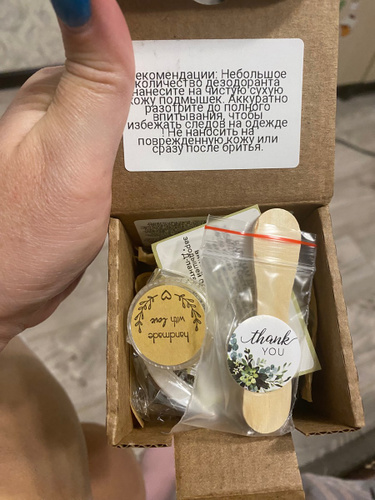 рекомендации: Небольшое
количество дезодоранта
нанесите на чистую сухую
кожу подмышек. Аккуратно
разотрите до полного
впитывания, чтобы
избежать следов на одежде
! Не наносить на
поврежденную кожу или
сразу после бритья.
handmade
with love
thank
YOU